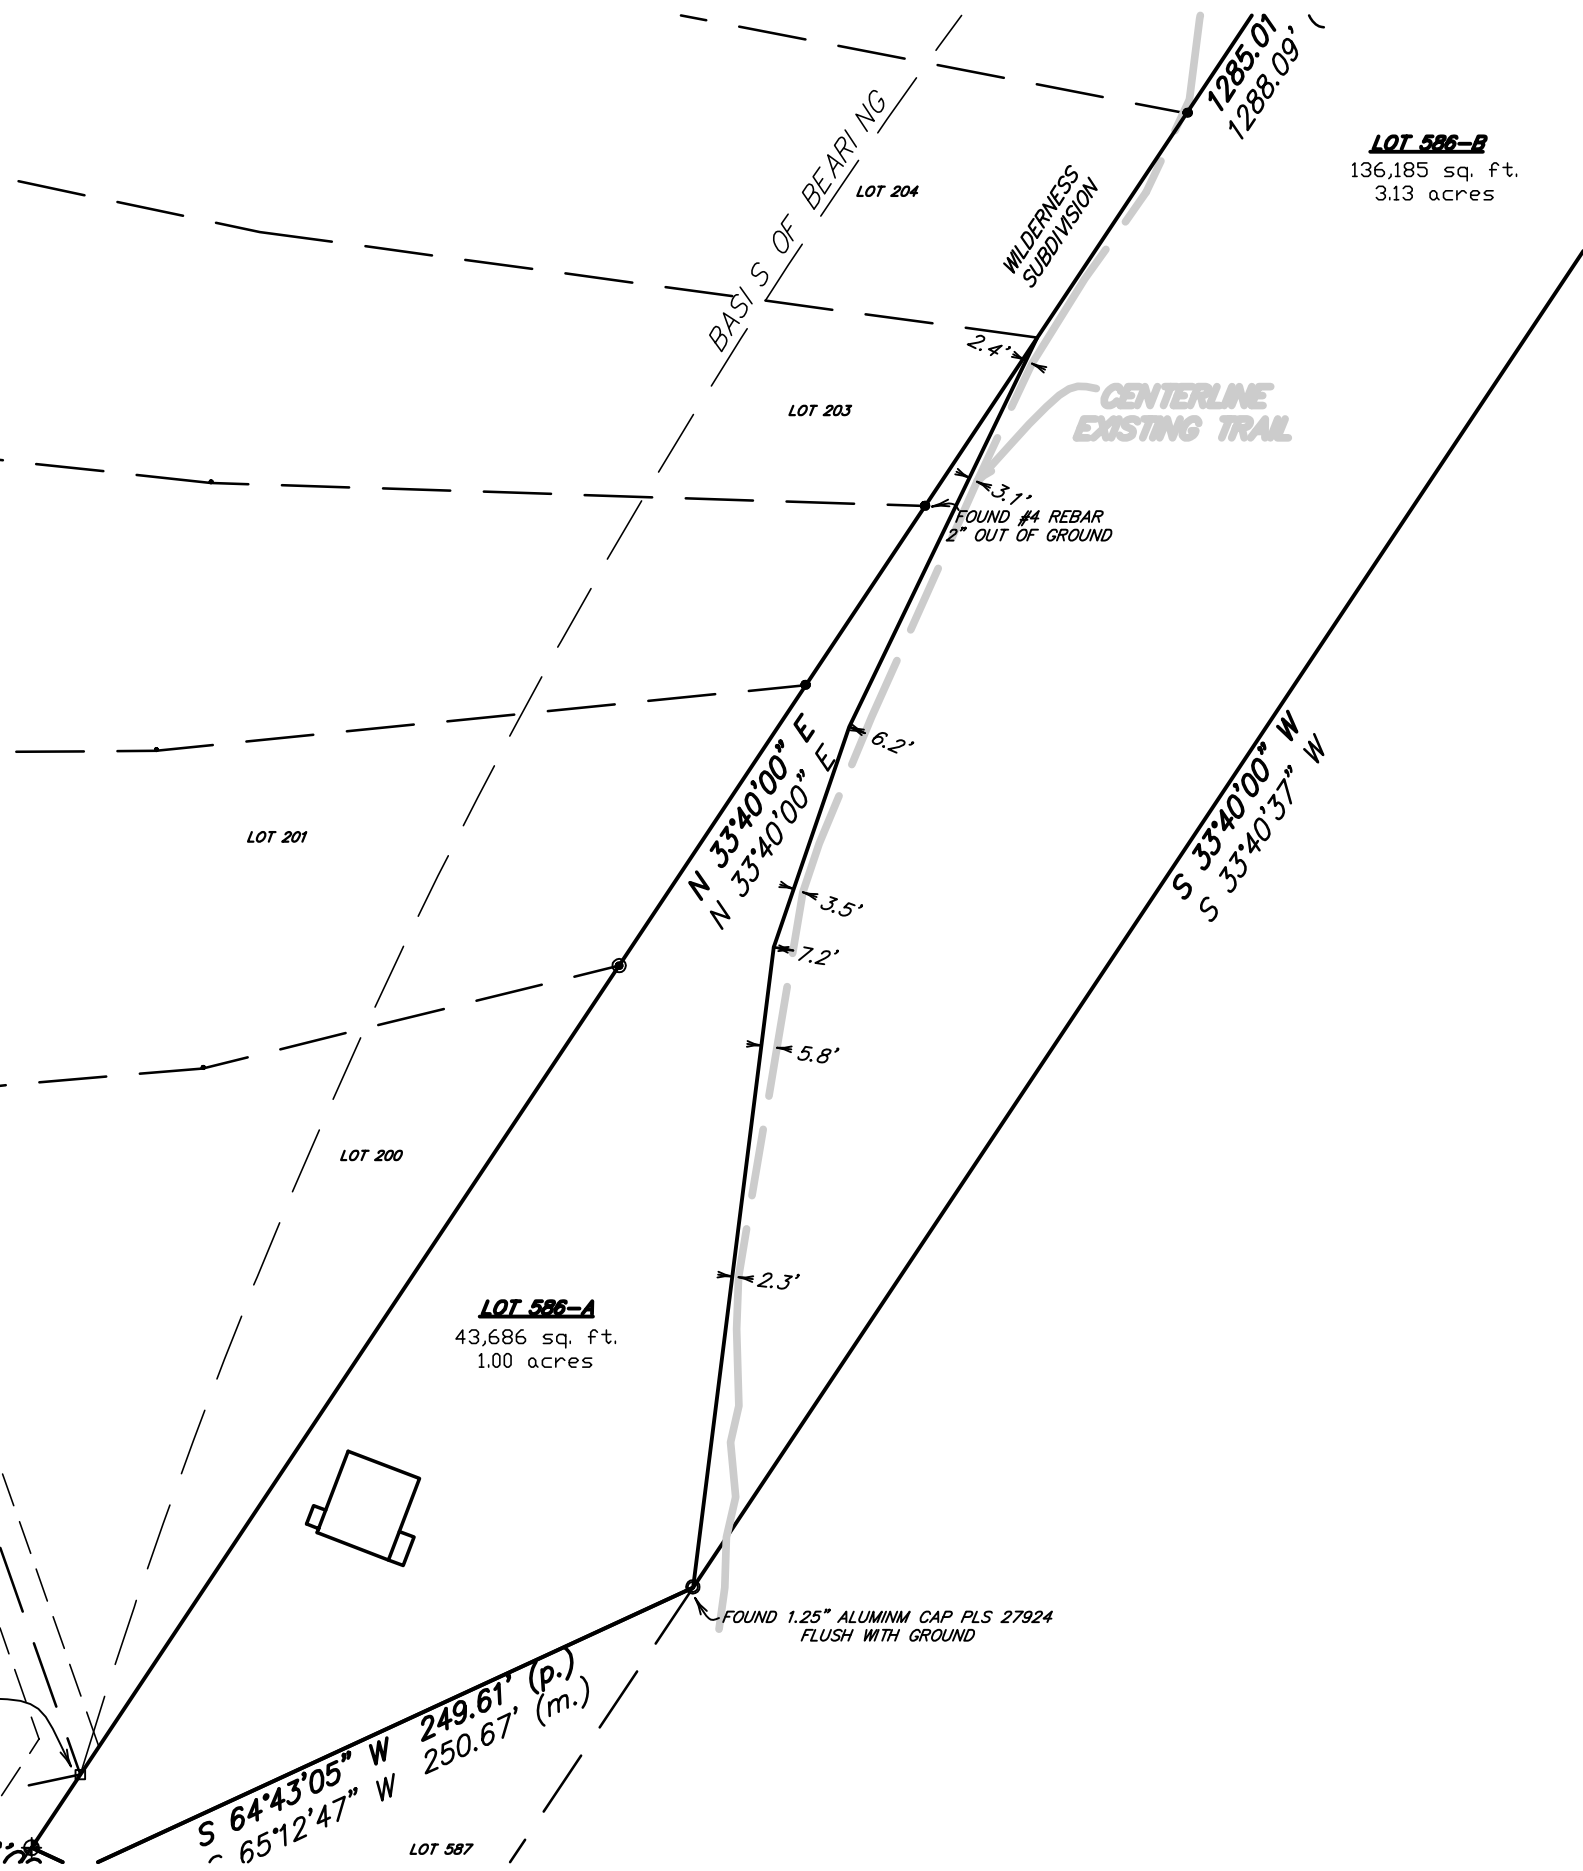 1285.01
1288.09' (
LOT 586-B
136,185 sq. ft.
3.13 acres
BASIS OF BEARING
LOT 204
WILDERNESS
SUBDIVISION
2.4'
LOT 203
CENTERLINE
EXISTING TRAIL
3.1'
FOUND #4 REBAR
2" OUT OF GROUND
6.2'
N 33°40'00" E
N 33°40'00" E
S 33°40'00" W
S 33°40'37" W
LOT 201
3.5'
7.2'
5.8'
LOT 200
2.3'
LOT 586-A
43,686 sq. ft.
1.00 acres
FOUND 1.25" ALUMINM CAP PLS 27924
FLUSH WITH GROUND
S 64°43'05" W 249.61' (p.)
S 65°12'47" W 250.67' (m.)
LOT 587